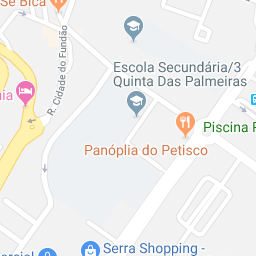 Se Bica
R. Cidade do Fundão
Escola Secundária/3
Quinta Das Palmeiras
Piscina
Panóplia do Petisco
Serra Shopping -